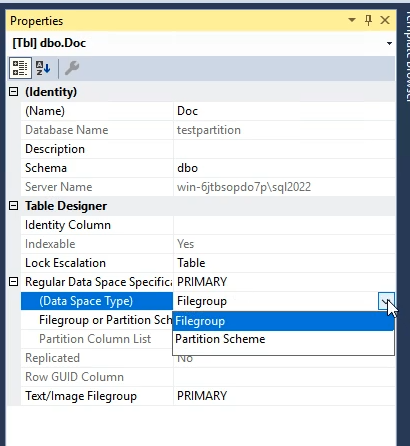 Properties
[Tbl] dbo.Doc
(Identity)
(Name) Doc
Database Name testpartition
Description
Schema dbo
Server Name win-6jtbsopdo7p\sql2022
Table Designer
Identity Column
Indexable Yes
Lock Escalation Table
Regular Data Space Specifica PRIMARY
(Data Space Type) Filegroup
Filegroup or Partition Sch Filegroup
Partition Column List Partition Scheme
Replicated No
Row GUID Column
Text/Image Filegroup PRIMARY
Template Browser